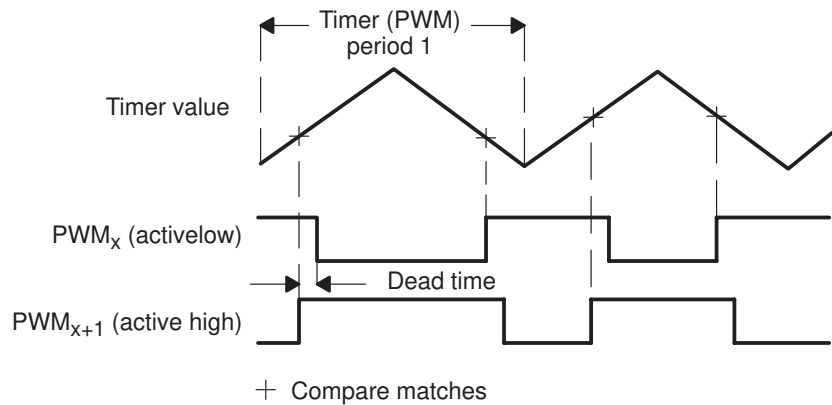 Timer (PWM)
period 1
Timer value
PWMx (activelow)
Dead time
PWMx+1 (active high)
Compare matches